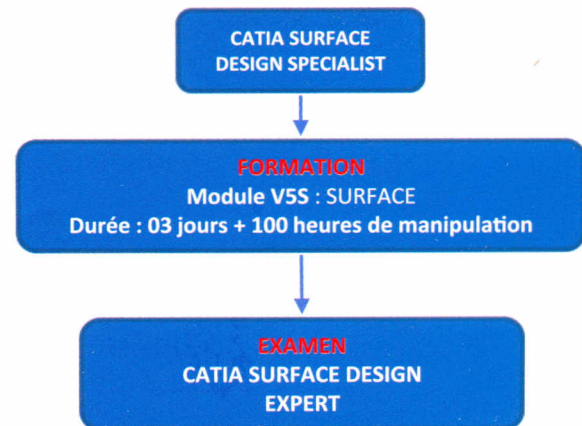 CATIA SURFACE
DESIGN SPECIALIST
FORMATION
Module V5S : SURFACE
Durée : 03 jours + 100 heures de manipulation
EXAMEN
CATIA SURFACE DESIGN
EXPERT